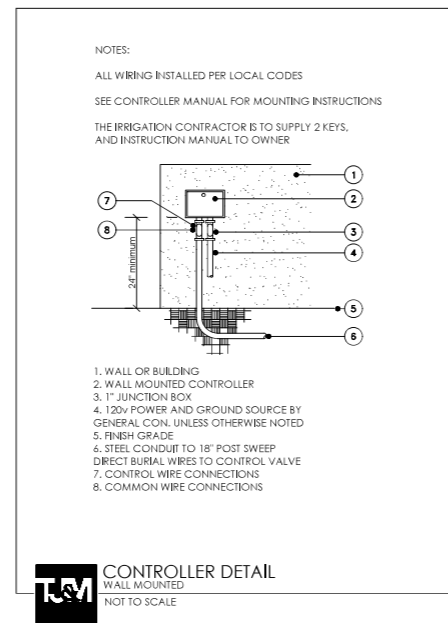 NOTES:
ALL WIRING INSTALLED PER LOCAL CODES
SEE CONTROLLER MANUAL FOR MOUNTING INSTRUCTIONS
THE IRRIGATION CONTRACTOR IS TO SUPPLY 2 KEYS,
AND INSTRUCTION MANUAL TO OWNER
1
7
2
8
3
4
24" minimum
5
6
1. WALL OR BUILDING
2. WALL MOUNTED CONTROLLER
3. 1" JUNCTION BOX
4. 120v POWER AND GROUND SOURCE BY
GENERAL CON. UNLESS OTHERWISE NOTED
5. FINISH GRADE
6. STEEL CONDUIT TO 18" POST SWEEP
DIRECT BURIAL WIRES TO CONTROL VALVE
7. CONTROL WIRE CONNECTIONS
8. COMMON WIRE CONNECTIONS
TJ&M
CONTROLLER DETAIL
WALL MOUNTED
NOT TO SCALE